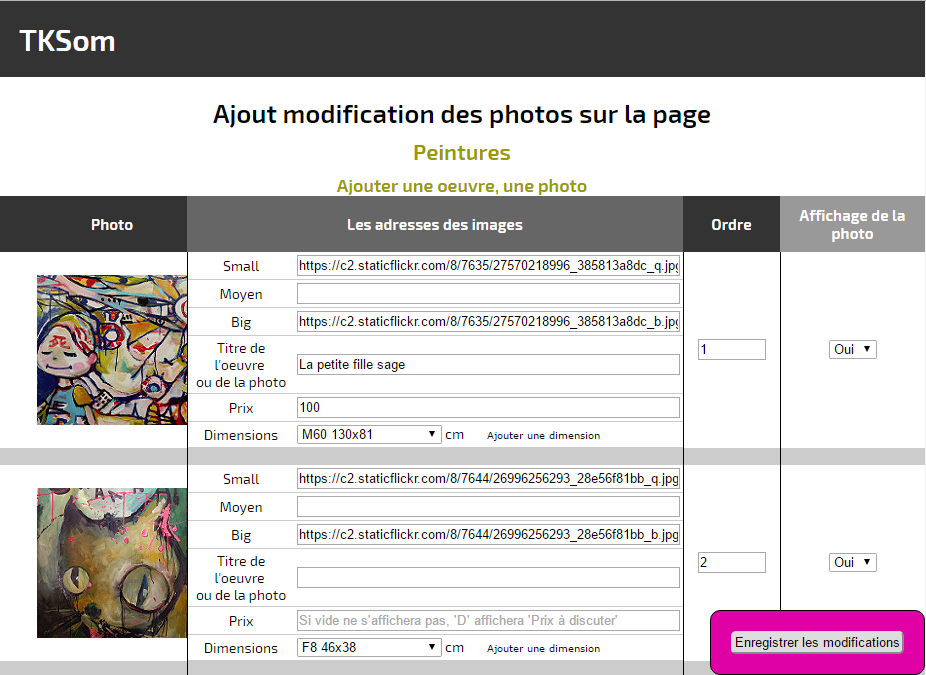 TKSom
Ajout modification des photos sur la page
Peintures
Ajouter une oeuvre, une photo
Photo
Les adresses des images
Ordre
Affichage de la
photo
Small
https://c2.staticflickr.com/8/7635/27570218996_385813a8dc_q.jpg
Moyen
Big
https://c2.staticflickr.com/8/7635/27570218996_385813a8dc_b.jpg
Titre de
l'oeuvre
ou de la photo
La petite fille sage
Prix
100
Dimensions
M60 130x81
cm
Ajouter une dimension
1
Oui
Small
https://c2.staticflickr.com/8/7644/26996256293_28e56f81bb_q.jpg
Moyen
Big
https://c2.staticflickr.com/8/7644/26996256293_28e56f81bb_b.jpg
Titre de
l'oeuvre
ou de la photo
Prix
Si vide ne s'affichera pas, 'D' affichera 'Prix à discuter'
Dimensions
F8 46x38
cm
Ajouter une dimension
2
Oui
Enregistrer les modifications